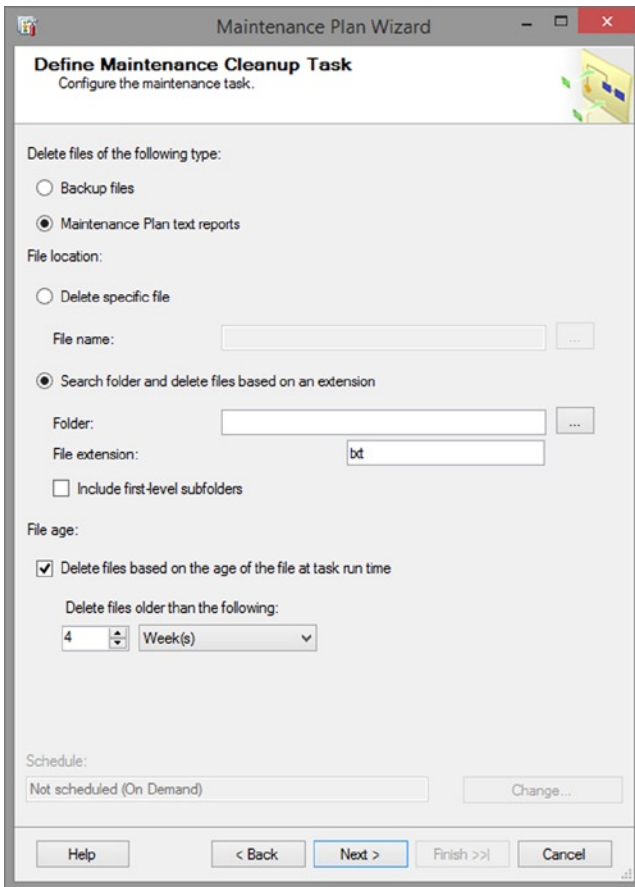 Maintenance Plan Wizard
Define Maintenance Cleanup Task
Configure the maintenance task.
Delete files of the following type:
Backup files
Maintenance Plan text reports
File location:
Delete specific file
File name:
...
Search folder and delete files based on an extension
Folder:
...
File extension:
txt
Include first-level subfolders
File age:
Delete files based on the age of the file at task run time
Delete files older than the following:
4 Week(s)
Schedule:
Not scheduled (On Demand)
Change...
Help
< Back
Next >
Finish >>|
Cancel